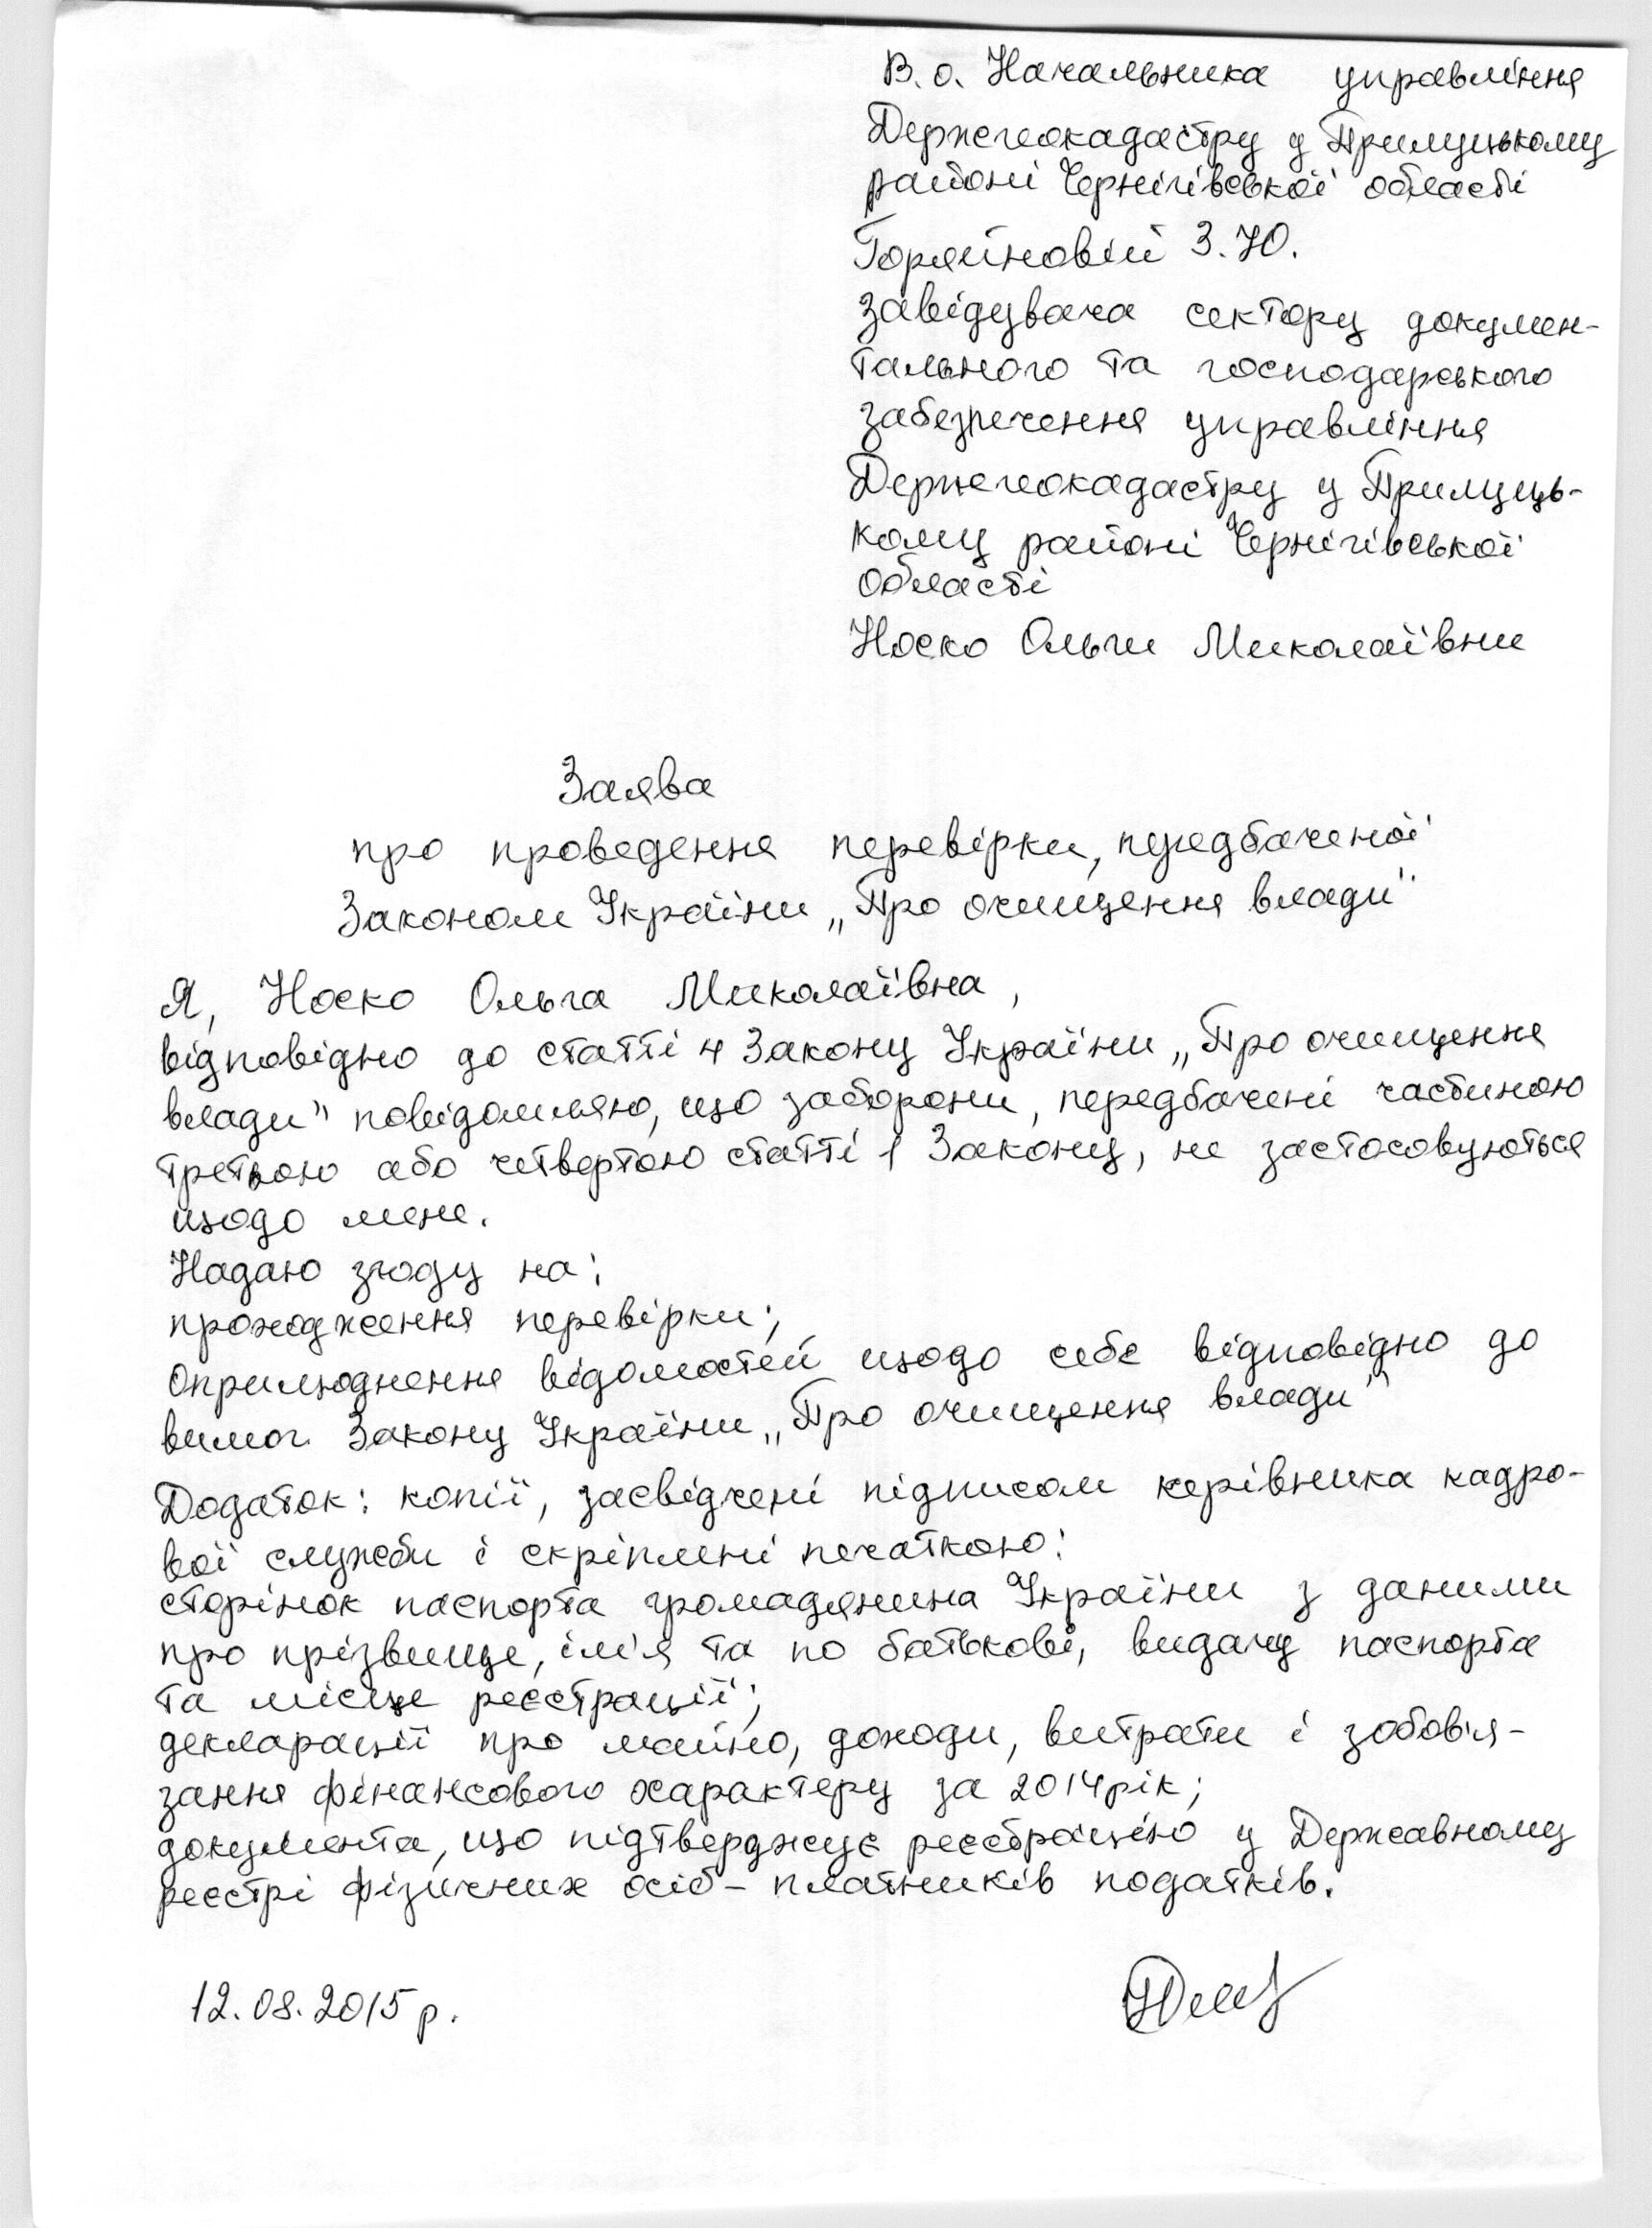 В.о. Начальника управління
Держгеокадастру у Прилуцькому
районі Чернігівської області
Горяйновій З.Ю.
завідувача сектору докумен-
тального та господарського
забезпечення управління
Держгеокадастру у Прилуць-
кому районі Чернігівської
області
Носко Ольги Миколаївни
Заява
про проведення перевірки, передбаченої
Законом України „Про очищення влади"
Я, Носко Ольга Миколаївна,
відповідно до статті 4 Закону України „Про очищення
влади" повідомляю, що заборони, передбачені частиною
третьою або четвертою статті 1 Закону, не застосовуються
щодо мене.
Надаю згоду на:
проходження перевірки;
оприлюднення відомостей щодо себе відповідно до
вимог Закону України „Про очищення влади"
Додаток: копії, засвідчені підписом керівника кадро-
вої служби і скріплені печаткою:
сторінок паспорта громадянина України з даними
про прізвище, ім'я та по батькові, видачу паспорта
та місце реєстрації;
декларації про майно, доходи, витрати і зобов'я-
зання фінансового характеру за 2014 рік;
документа, що підтверджує реєстрацію у Державному
реєстрі фізичних осіб - платників податків.
12.08.2015 р.